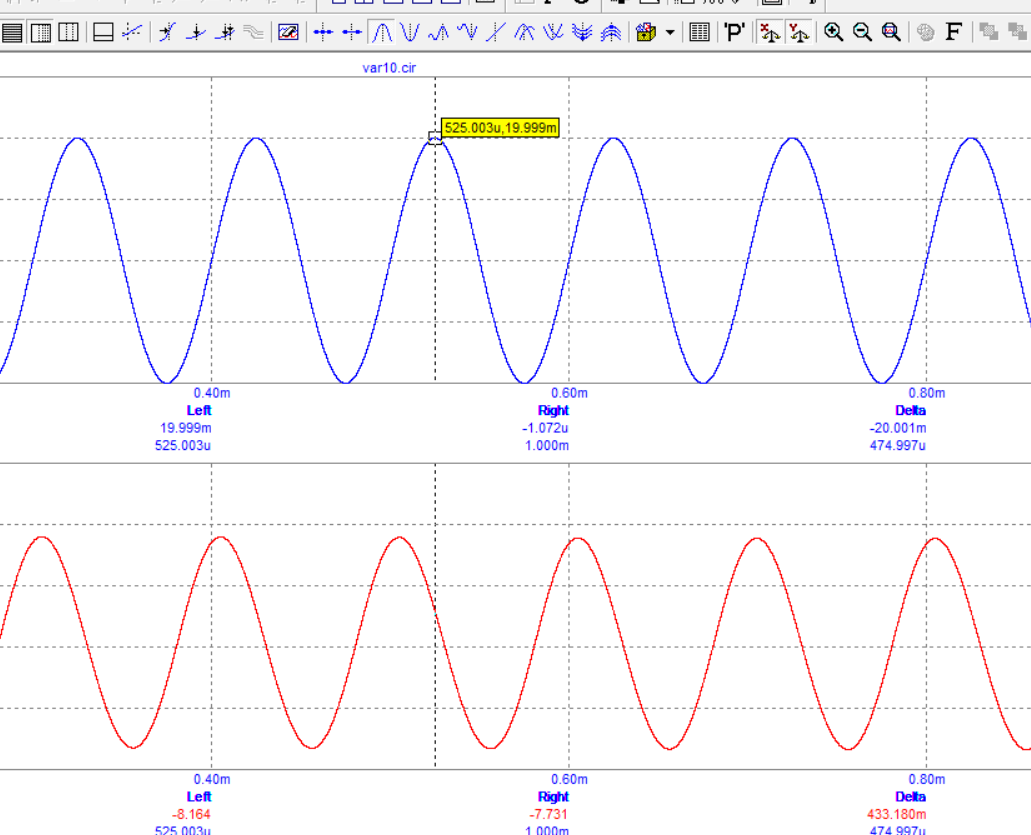 'P' F
var10.cir
525.003u,19.999m
0.40m 0.60m 0.80m
Left Right Delta
19.999m -1.072u -20.001m
525.003u 1.000m 474.997u
0.40m 0.60m 0.80m
Left Right Delta
-8.164 -7.731 433.180m
525.003u 1.000m 474.997u